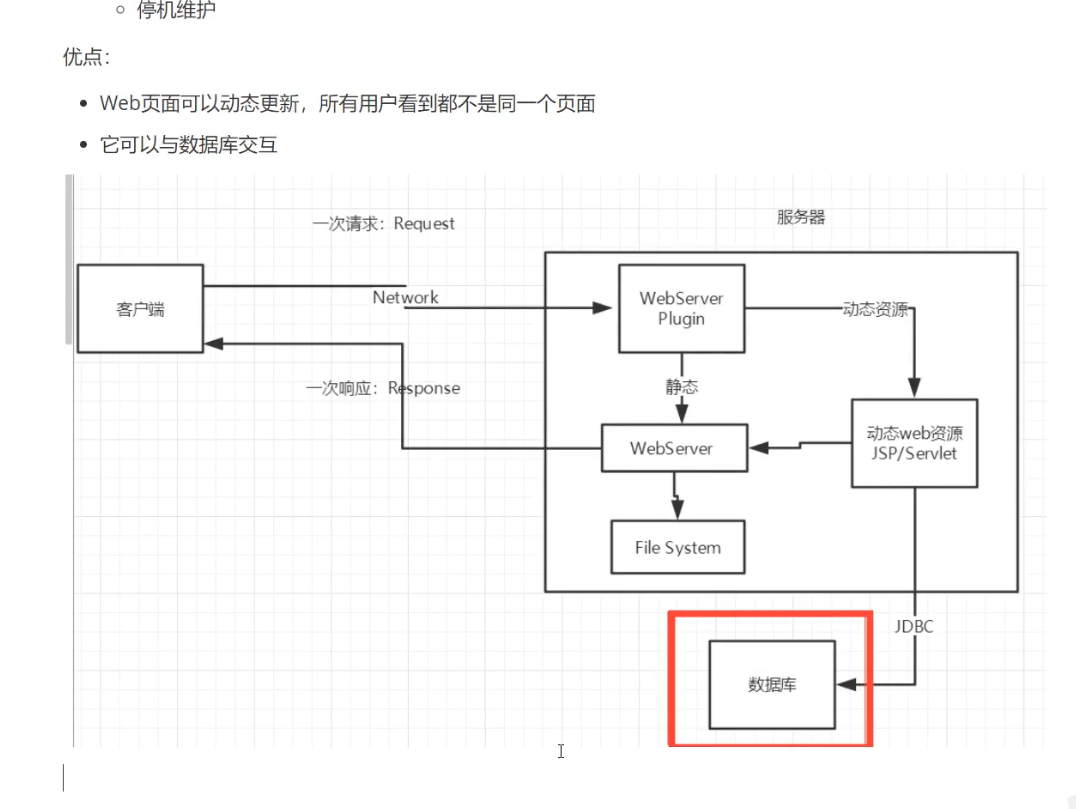 停机维护
优点：
Web页面可以动态更新，所有用户看到都不是同一个页面
它可以与数据库交互
一次请求：Request
服务器
客户端
Network
WebServer
Plugin
动态资源
一次响应：Response
静态
WebServer
动态web资源
JSP/Servlet
File System
JDBC
数据库